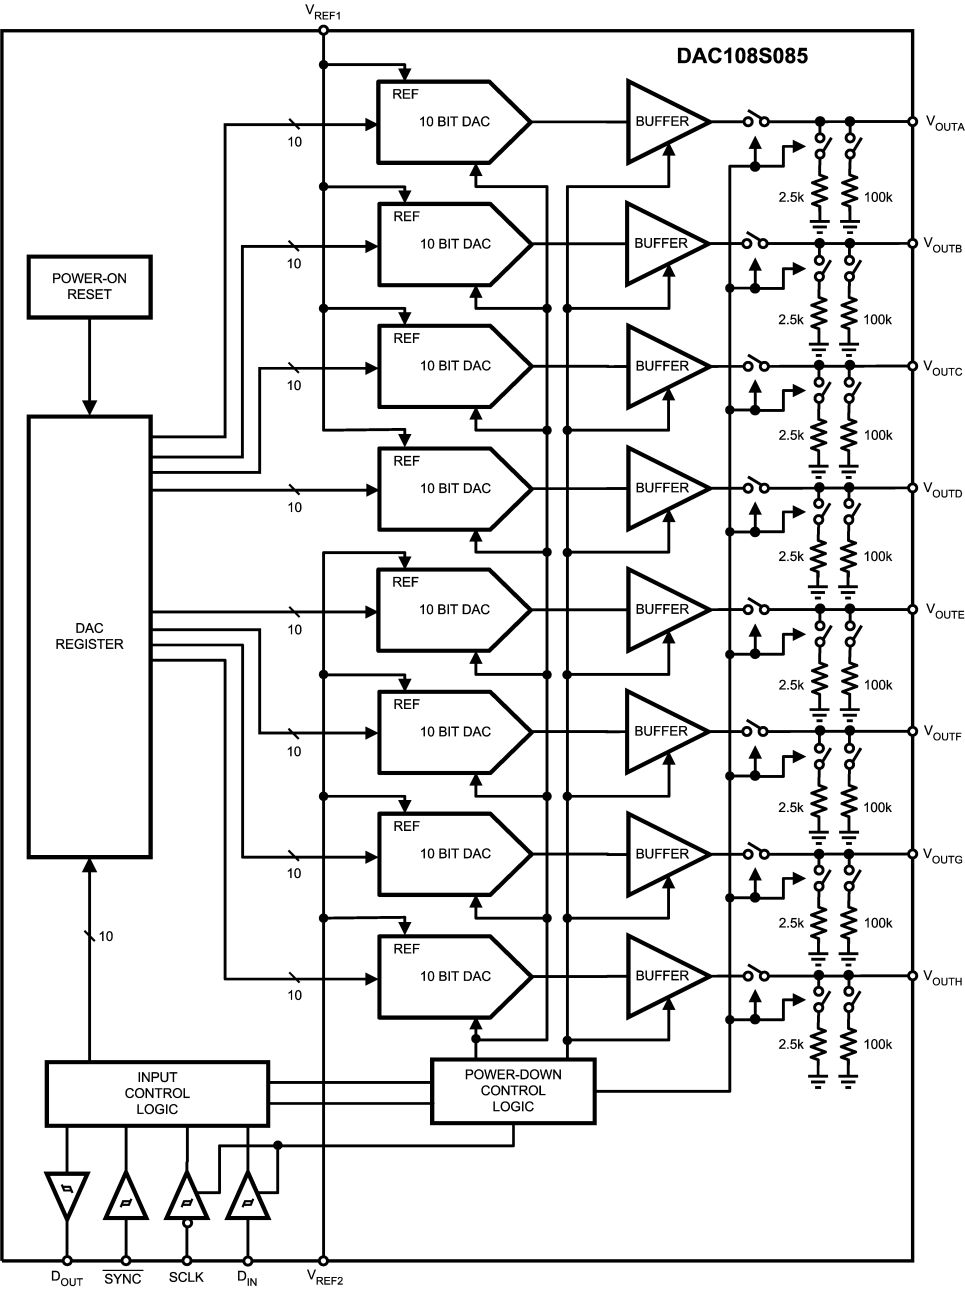 VREF1
DAC108S085
REF
10 BIT DAC
BUFFER
VOUTA
10
2.5k
100k
REF
10 BIT DAC
BUFFER
VOUTB
10
2.5k
100k
POWER-ON
RESET
REF
10 BIT DAC
BUFFER
VOUTC
10
2.5k
100k
REF
10 BIT DAC
BUFFER
VOUTD
10
2.5k
100k
DAC
REGISTER
REF
10 BIT DAC
BUFFER
VOUTE
10
2.5k
100k
REF
10 BIT DAC
BUFFER
VOUTF
10
2.5k
100k
REF
10 BIT DAC
BUFFER
VOUTG
10
2.5k
100k
10
REF
10 BIT DAC
BUFFER
VOUTH
10
2.5k
100k
INPUT
CONTROL
LOGIC
POWER-DOWN
CONTROL
LOGIC
DOUT
SYNC
SCLK
DIN
VREF2